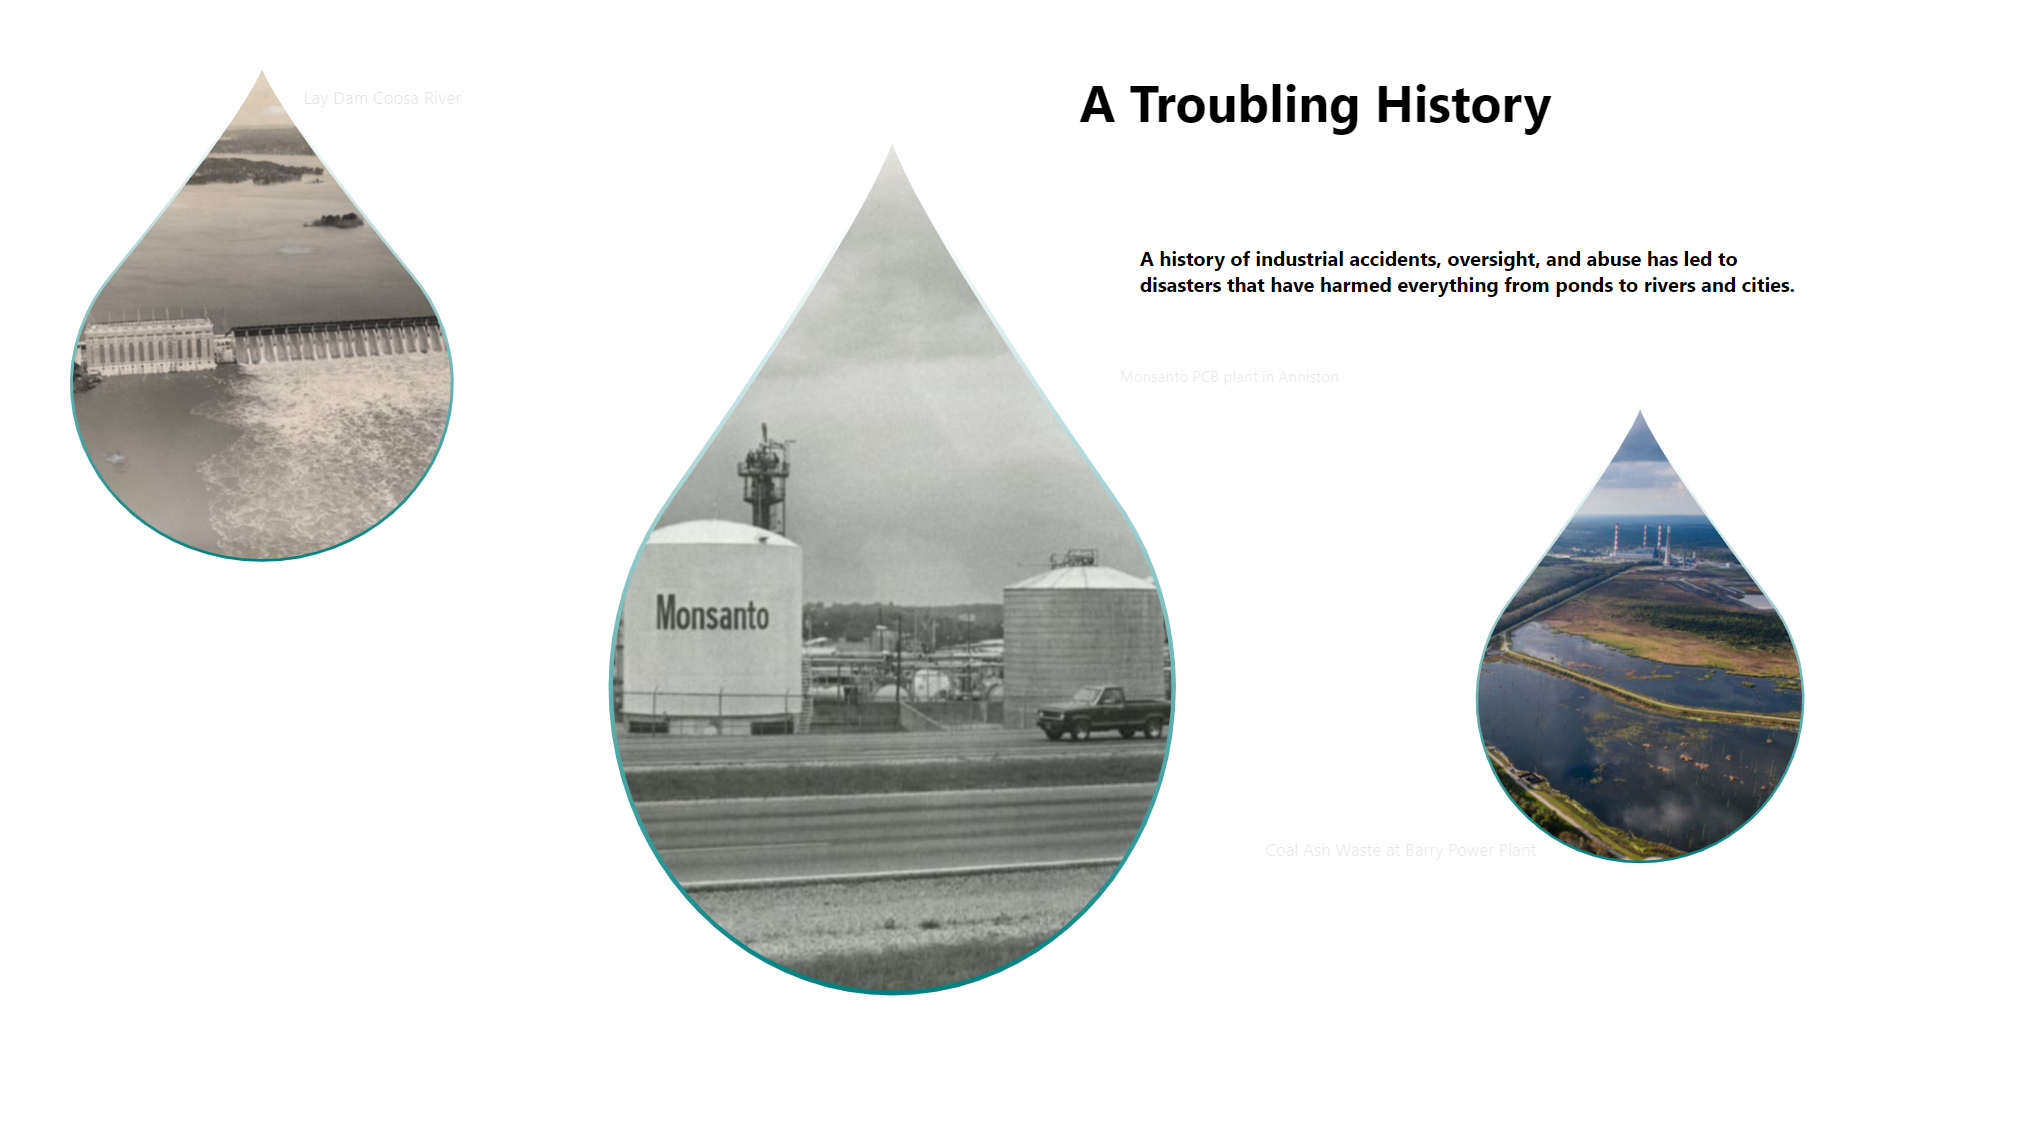 Lay Dam Coosa River
A Troubling History
A history of industrial accidents, oversight, and abuse has led to
disasters that have harmed everything from ponds to rivers and cities.
Monsanto PCB plant in Anniston
Monsanto
Coal Ash Waste at Barry Power Plant